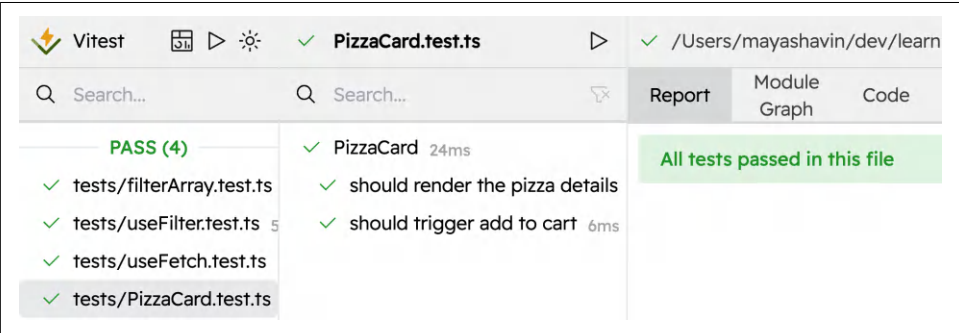 Vitest
Search...
PASS (4)
tests/filterArray.test.ts
tests/useFilter.test.ts 5
tests/useFetch.test.ts
tests/PizzaCard.test.ts
PizzaCard.test.ts
Search...
PizzaCard 24ms
should render the pizza details
should trigger add to cart 6ms
/Users/mayashavin/dev/learn
Report
Module
Graph
Code
All tests passed in this file